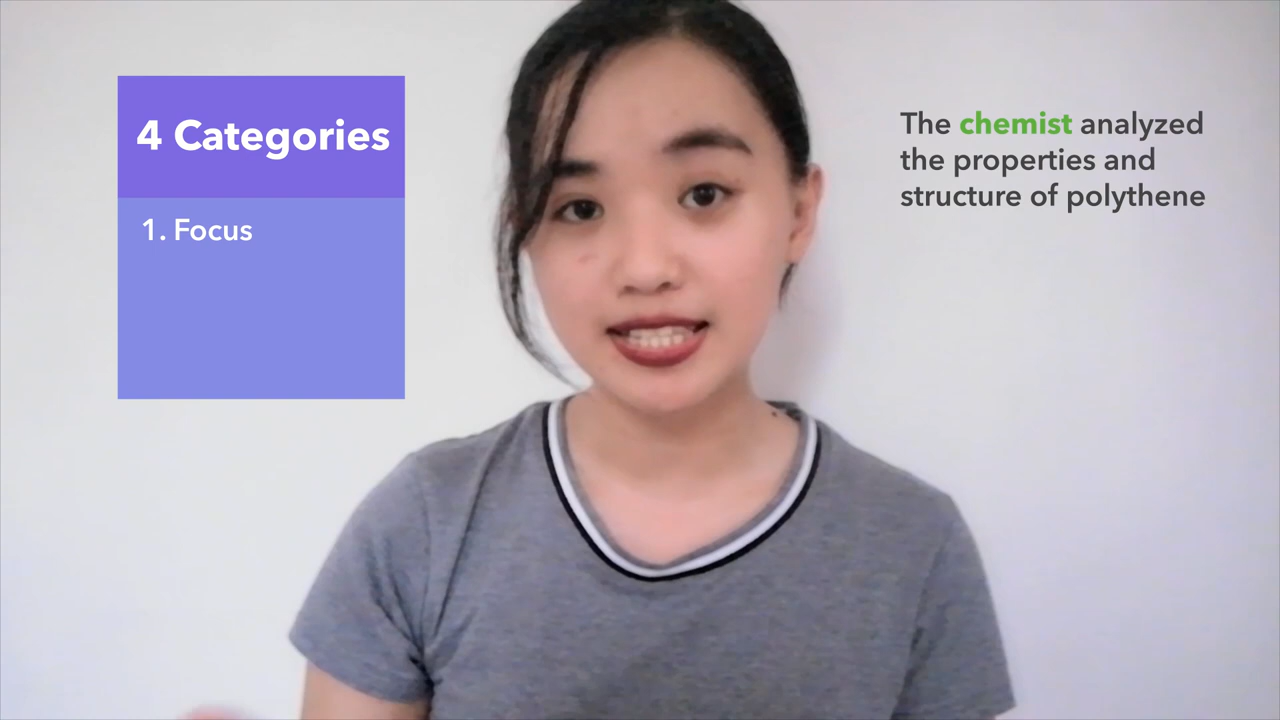 4 Categories
1. Focus
The chemist analyzed
the properties and
structure of polythene